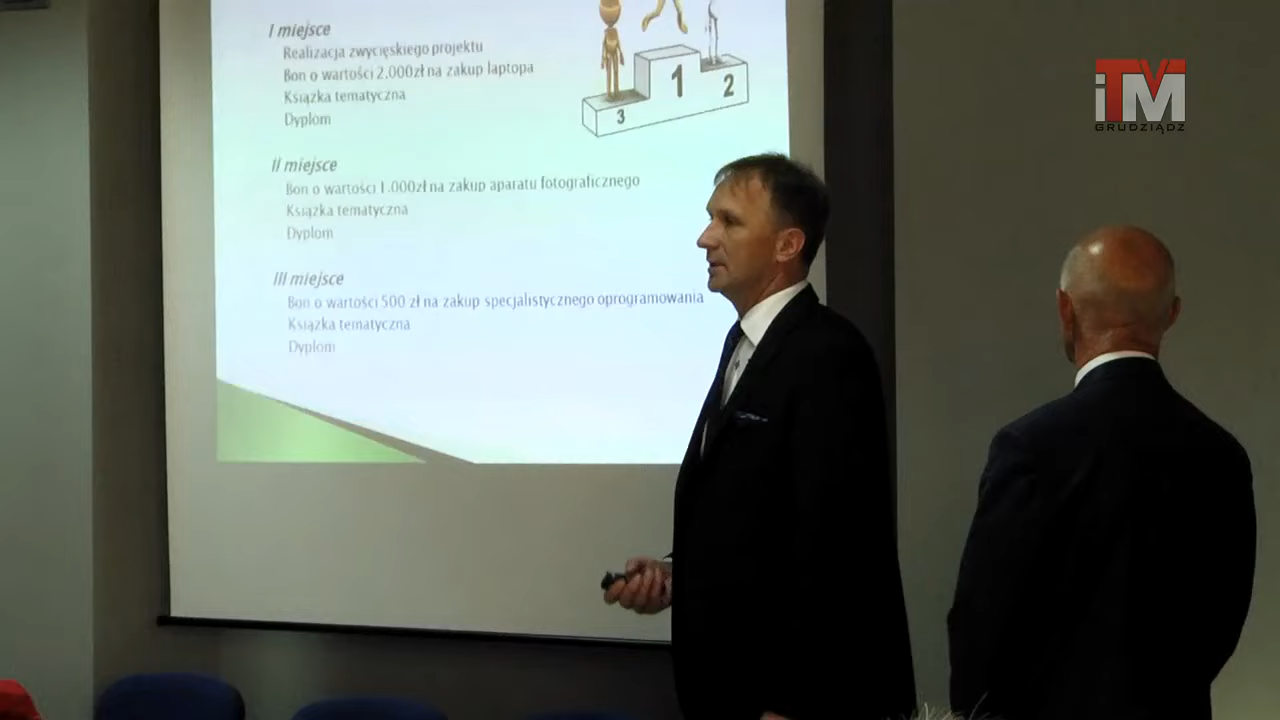 I miejsce
Realizacja zwycięskiego projektu
Bon o wartości 2.000zł na zakup laptopa
Książka tematyczna
Dyplom
1
2
3
II miejsce
Bon o wartości 1.000zł na zakup aparatu fotograficznego
Książka tematyczna
Dyplom
III miejsce
Bon o wartości 500 zł na zakup specjalistycznego oprogramowania
Książka tematyczna
Dyplom
iTVM
GRUDZIĄDZ